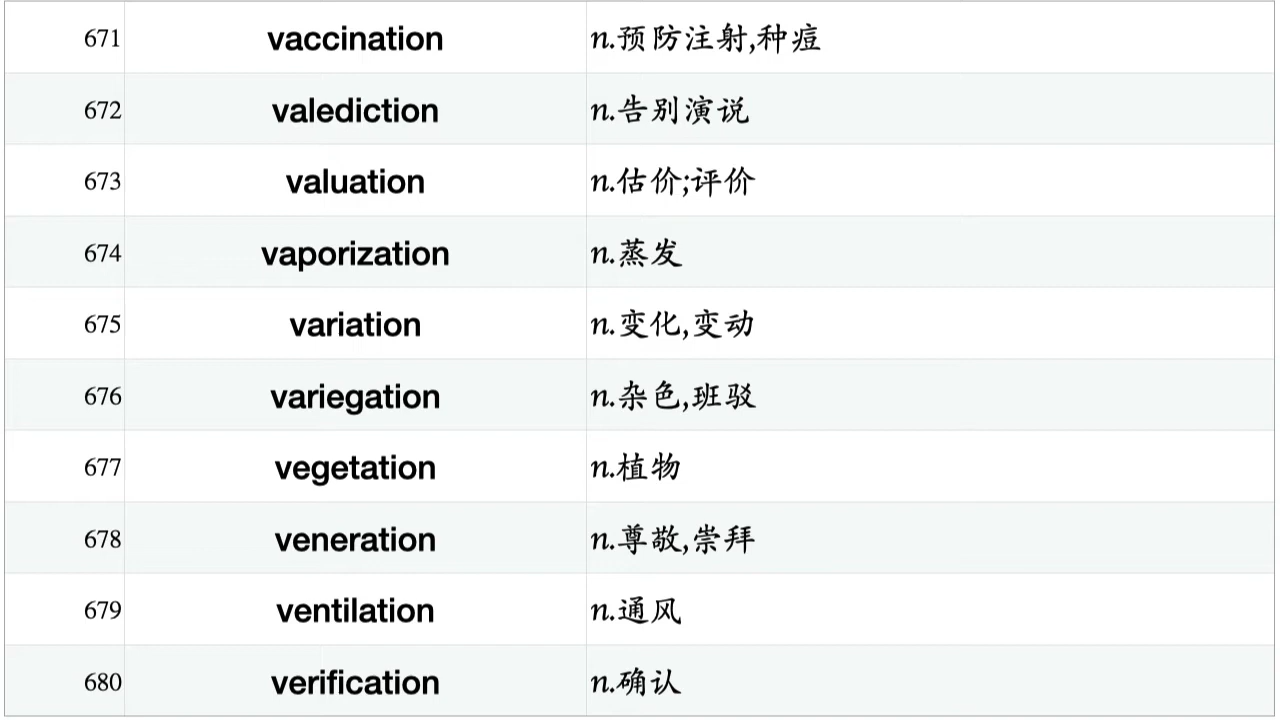 671 vaccination n.预防注射,种痘
672 valediction n.告别演说
673 valuation n.估价;评价
674 vaporization n.蒸发
675 variation n.变化,变动
676 variegation n.杂色,班驳
677 vegetation n.植物
678 veneration n.尊敬,崇拜
679 ventilation n.通风
680 verification n.确认